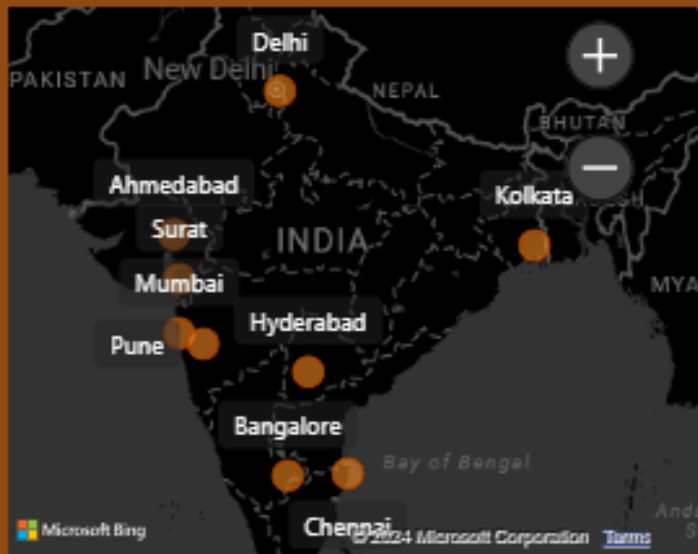 Delhi
New Delhi
PAKISTAN
NEPAL
BHUTAN
Ahmedabad
Kolkata
Surat
INDIA
MYA
Mumbai
Hyderabad
Pune
Bangalore
Bay of Bengal
Microsoft Bing
Chennai
© 2024 Microsoft Corporation Terms